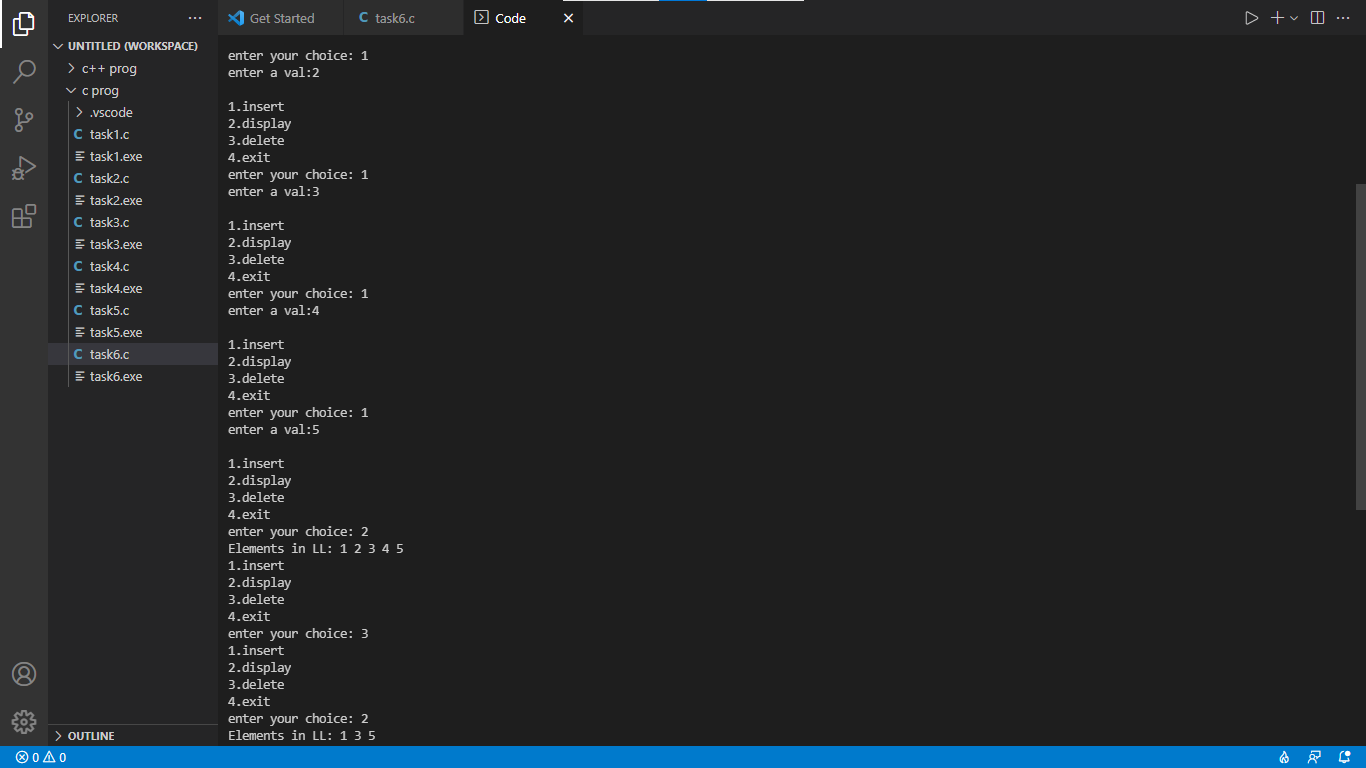 EXPLORER
UNTITLED (WORKSPACE)
c++ prog
c prog
.vscode
C task1.c
task1.exe
C task2.c
task2.exe
C task3.c
task3.exe
C task4.c
task4.exe
C task5.c
task5.exe
C task6.c
task6.exe
OUTLINE
Get Started
C task6.c
Code
enter your choice: 1
enter a val:2
1.insert
2.display
3.delete
4.exit
enter your choice: 1
enter a val:3
1.insert
2.display
3.delete
4.exit
enter your choice: 1
enter a val:4
1.insert
2.display
3.delete
4.exit
enter your choice: 1
enter a val:5
1.insert
2.display
3.delete
4.exit
enter your choice: 2
Elements in LL: 1 2 3 4 5
1.insert
2.display
3.delete
4.exit
enter your choice: 3
1.insert
2.display
3.delete
4.exit
enter your choice: 2
Elements in LL: 1 3 5
0 0